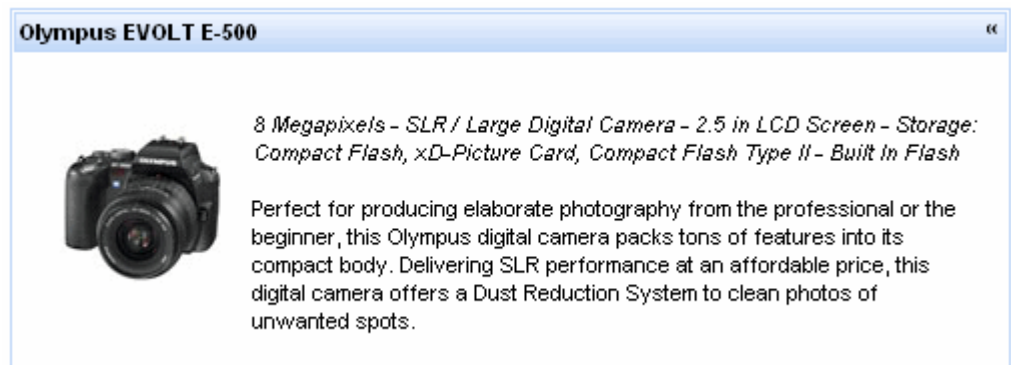 Olympus EVOLT E-500 «
8 Megapixels - SLR / Large Digital Camera - 2.5 in LCD Screen - Storage:
Compact Flash, xD-Picture Card, Compact Flash Type II - Built In Flash
OLYMPUS
Perfect for producing elaborate photography from the professional or the
beginner, this Olympus digital camera packs tons of features into its
compact body. Delivering SLR performance at an affordable price, this
digital camera offers a Dust Reduction System to clean photos of
unwanted spots.